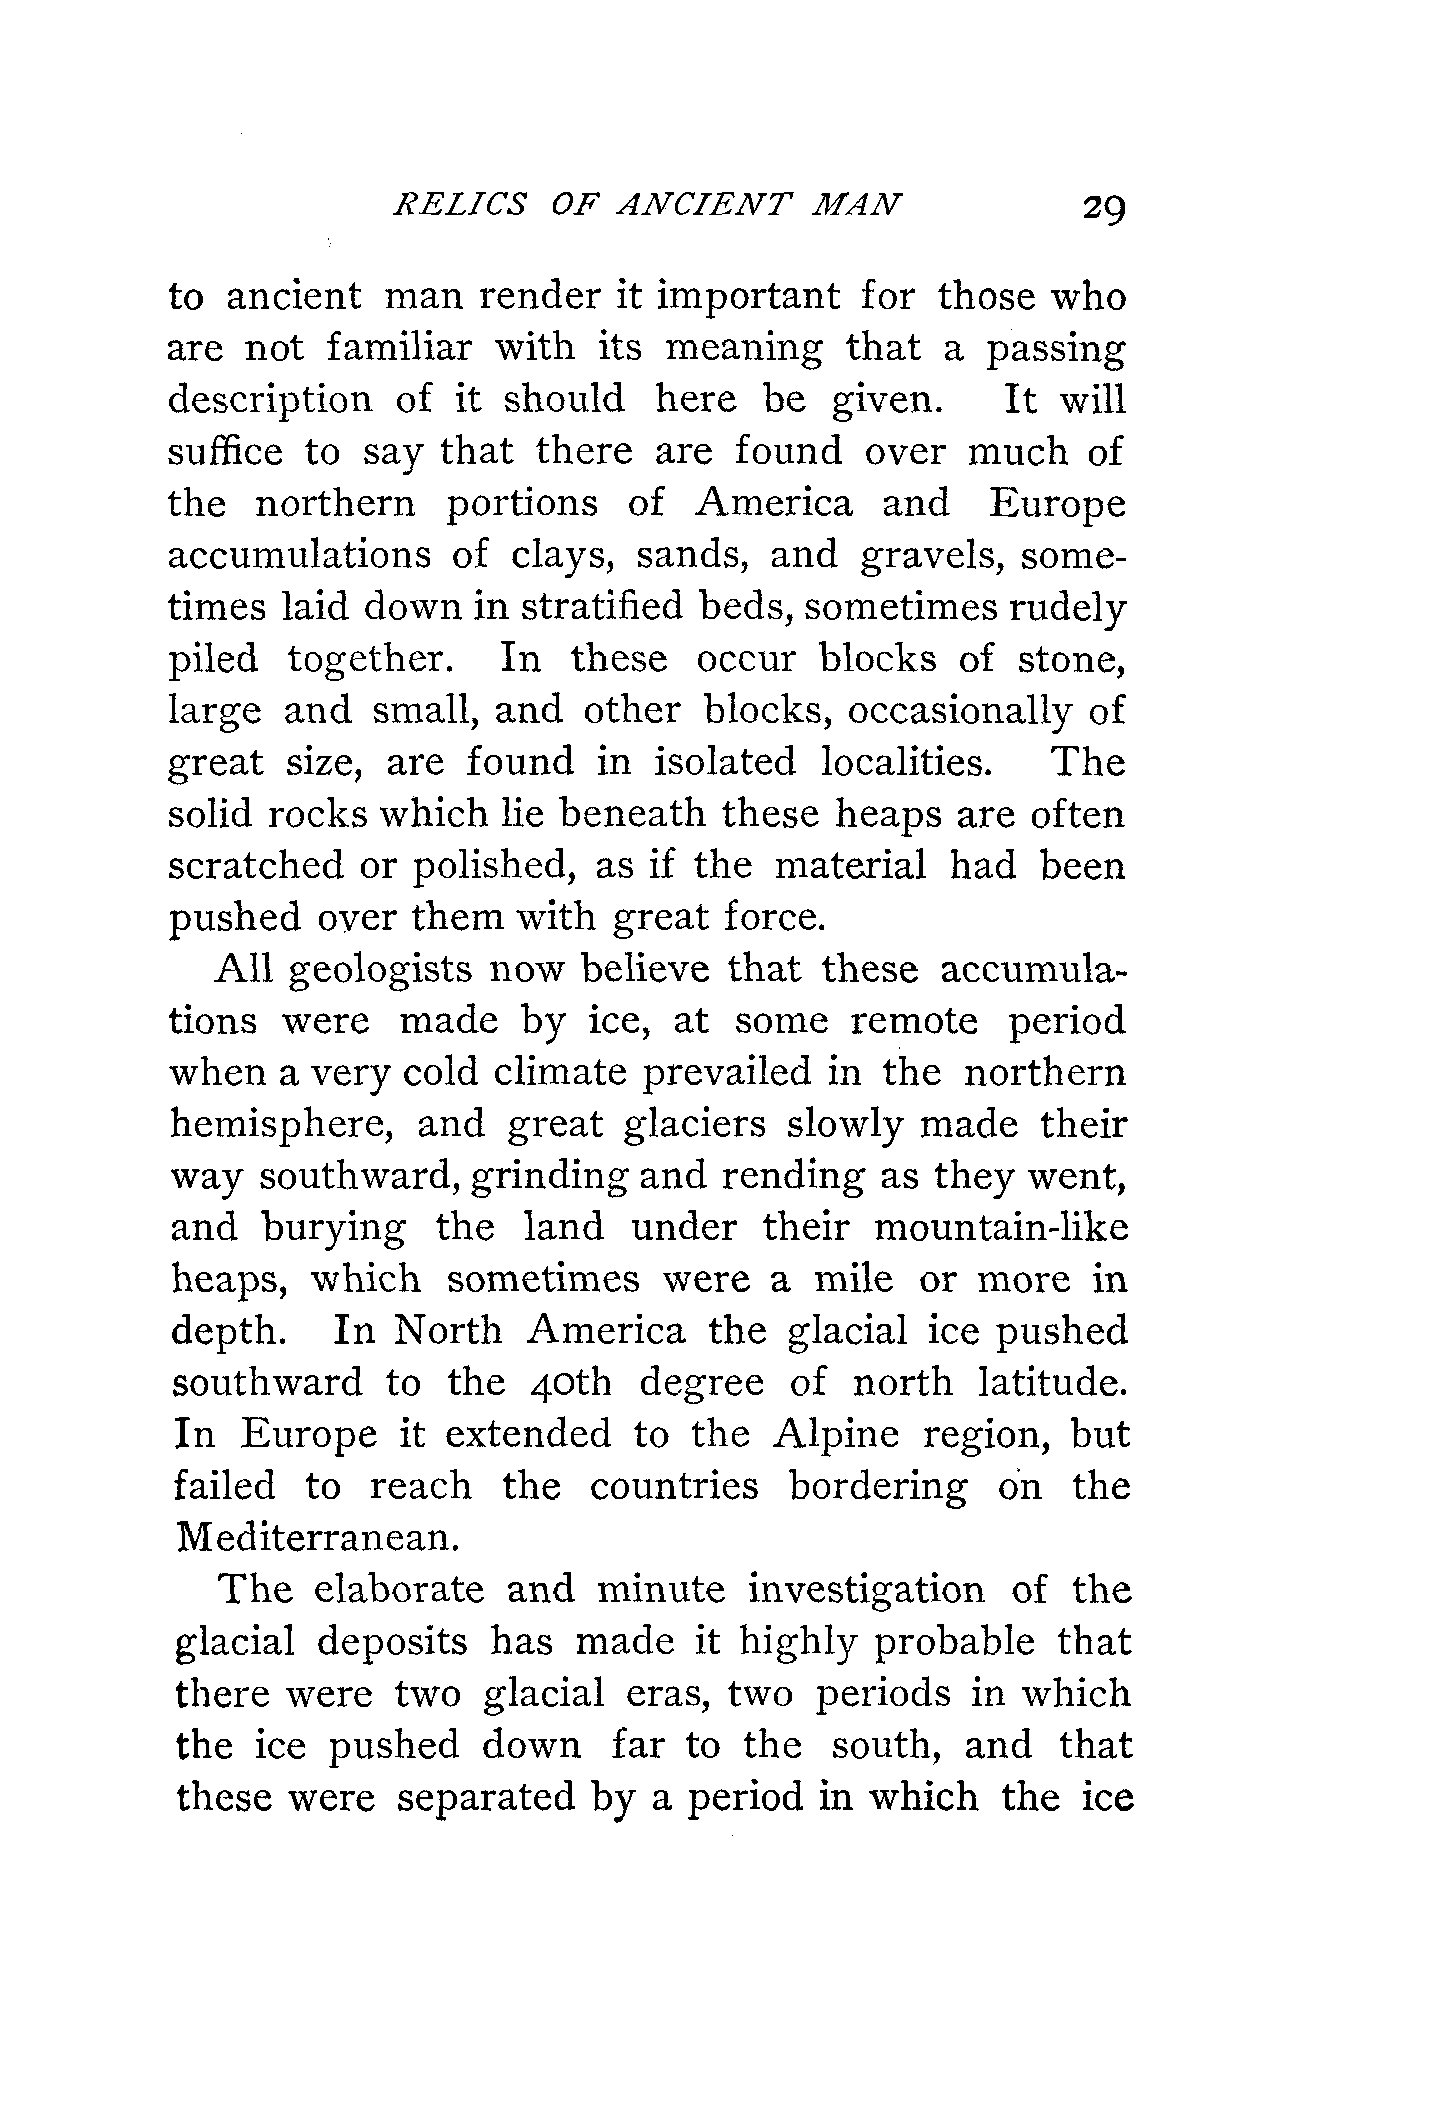 RELICS OF ANCIENT MAN 29
to ancient man render it important for those who
are not familiar with its meaning that a passing
description of it should here be given. It will
suffice to say that there are found over much of
the northern portions of America and Europe
accumulations of clays, sands, and gravels, some-
times laid down in stratified beds, sometimes rudely
piled together. In these occur blocks of stone,
large and small, and other blocks, occasionally of
great size, are found in isolated localities. The
solid rocks which lie beneath these heaps are often
scratched or polished, as if the material had been
pushed over them with great force.
All geologists now believe that these accumula-
tions were made by ice, at some remote period
when a very cold climate prevailed in the northern
hemisphere, and great glaciers slowly made their
way southward, grinding and rending as they went,
and burying the land under their mountain-like
heaps, which sometimes were a mile or more in
depth. In North America the glacial ice pushed
southward to the 40th degree of north latitude.
In Europe it extended to the Alpine region, but
failed to reach the countries bordering on the
Mediterranean.
The elaborate and minute investigation of the
glacial deposits has made it highly probable that
there were two glacial eras, two periods in which
the ice pushed down far to the south, and that
these were separated by a period in which the ice